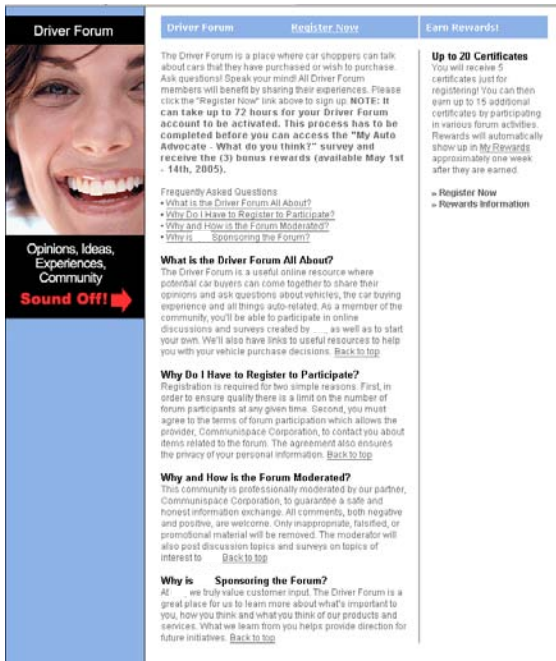 Driver Forum
Opinions, Ideas,
Experiences,
Community
Sound Off!
Driver Forum Register Now
The Driver Forum is a place where car shoppers can talk
about cars that they have purchased or wish to purchase.
Ask questions! Speak your mind! All Driver Forum
members will benefit by sharing their experiences. Please
click the "Register Now" link above to sign up. NOTE: It
can take up to 72 hours for your Driver Forum
account to be activated. This process has to be
completed before you can access the "My Auto
Advocate - What do you think?" survey and
receive the (3) bonus rewards (available May 1st
- 14th, 2005).
Frequently Asked Questions
• What is the Driver Forum All About?
• Why Do I Have to Register to Participate?
• Why and How is the Forum Moderated?
• Why is Sponsoring the Forum?
What is the Driver Forum All About?
The Driver Forum is a useful online resource where
potential car buyers can come together to share their
opinions and ask questions about vehicles, the car buying
experience and all things auto-related. As a member of the
community, you'll be able to participate in online
discussions and surveys created by , as well as to start
your own. We'll also have links to useful resources to help
you with your vehicle purchase decisions. Back to top
Why Do I Have to Register to Participate?
Registration is required for two simple reasons. First, in
order to ensure quality there is a limit on the number of
forum participants at any given time. Second, you must
agree to the terms of forum participation which allows the
provider, Communispace Corporation, to contact you about
items related to the forum. The agreement also ensures
the privacy of your personal information. Back to top
Why and How is the Forum Moderated?
This community is professionally moderated by our partner,
Communispace Corporation, to guarantee a safe and
honest information exchange. All comments, both negative
and positive, are welcome. Only inappropriate, falsified, or
promotional material will be removed. The moderator will
also post discussion topics and surveys on topics of
interest to Back to top
Why is Sponsoring the Forum?
At , we truly value customer input. The Driver Forum is a
great place for us to learn more about what's important to
you, how you think and what you think of our products and
services. What we learn from you helps provide direction for
future initiatives. Back to top
Earn Rewards!
Up to 20 Certificates
You will receive 5
certificates just for
registering! You can then
earn up to 15 additional
certificates by participating
in various forum activities.
Rewards will automatically
show up in My Rewards
approximately one week
after they are earned.
» Register Now
» Rewards Information